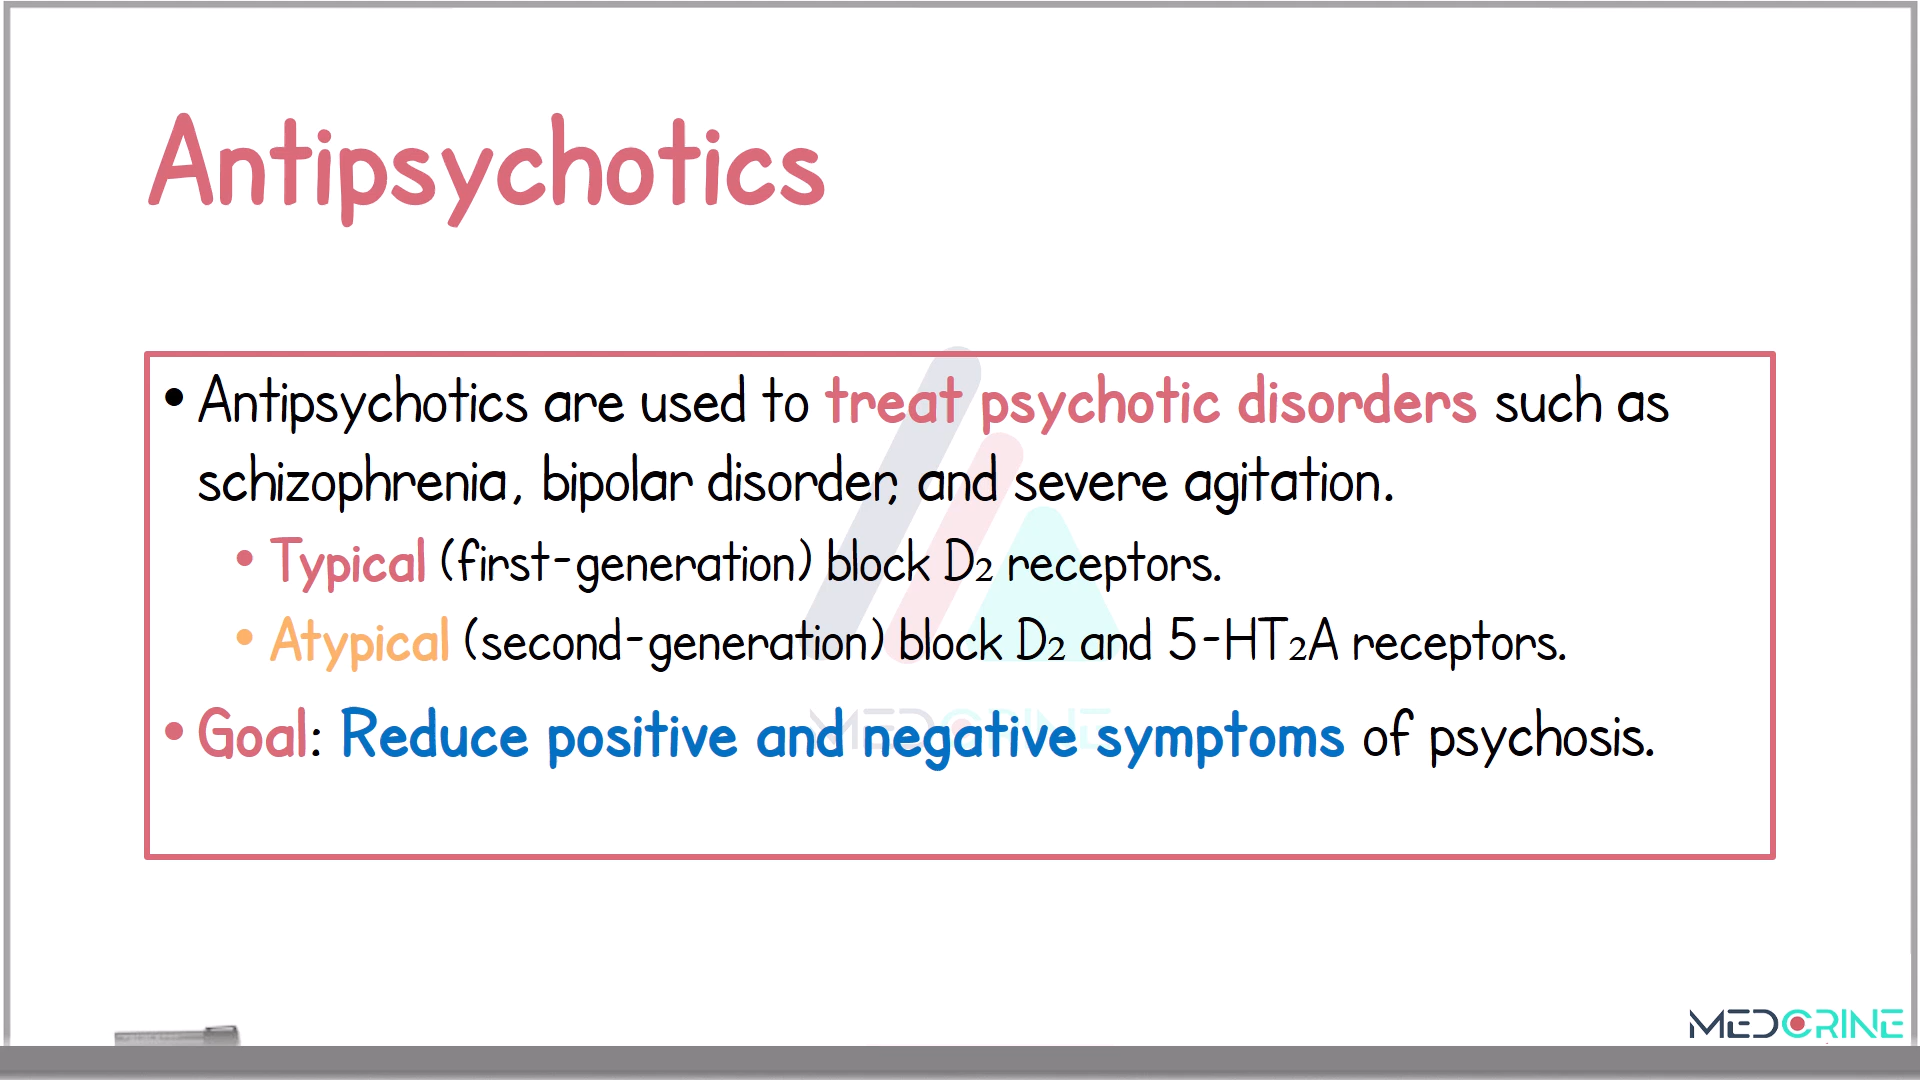 Antipsychotics
• Antipsychotics are used to treat psychotic disorders such as
schizophrenia, bipolar disorder, and severe agitation.
• Typical (first-generation) block D₂ receptors.
• Atypical (second-generation) block D₂ and 5-HT₂A receptors.
• Goal: Reduce positive and negative symptoms of psychosis.
MEDCRINE
MEDCRINE